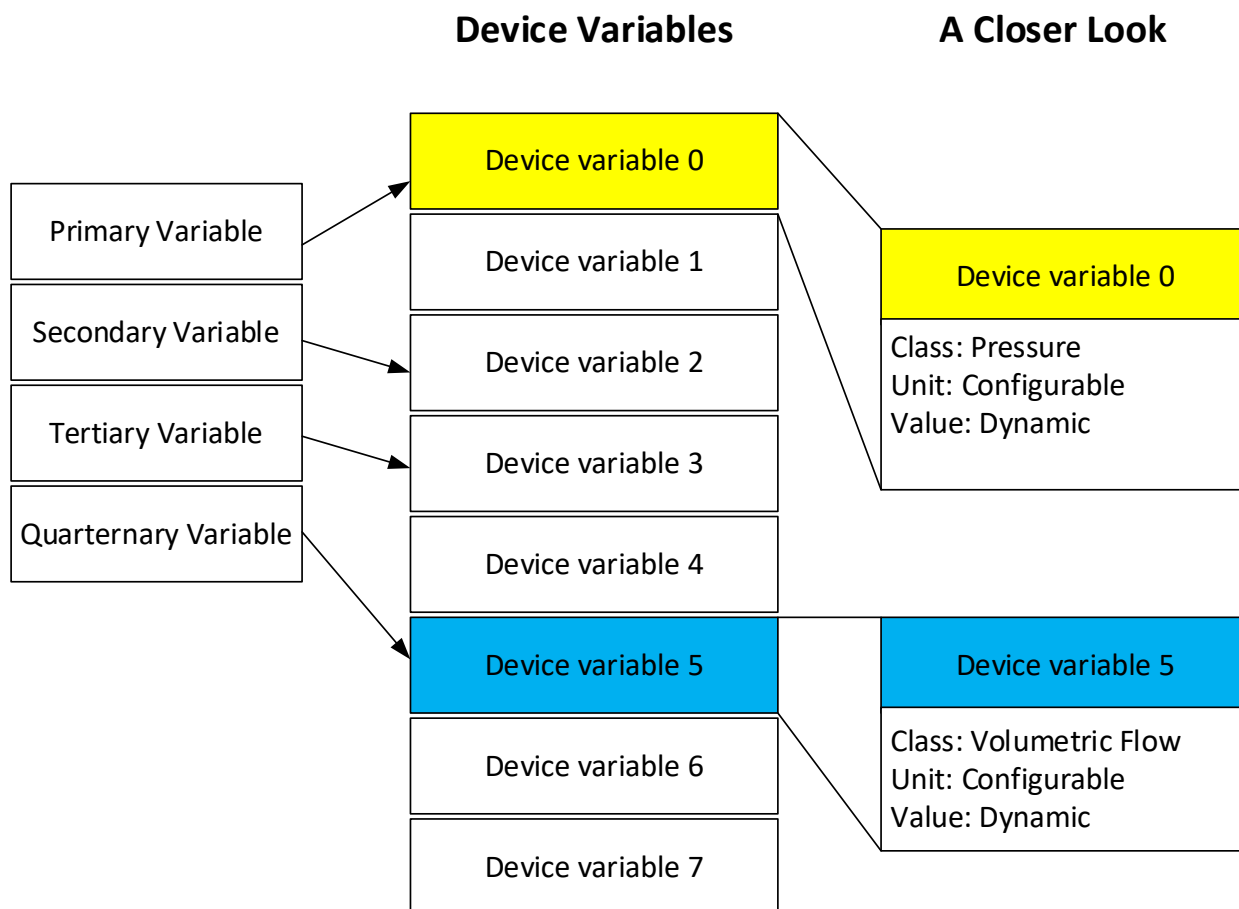 Device Variables
A Closer Look
Primary Variable
Secondary Variable
Tertiary Variable
Quarternary Variable
Device variable 0
Device variable 1
Device variable 2
Device variable 3
Device variable 4
Device variable 5
Device variable 6
Device variable 7
Device variable 0
Class: Pressure
Unit: Configurable
Value: Dynamic
Device variable 5
Class: Volumetric Flow
Unit: Configurable
Value: Dynamic